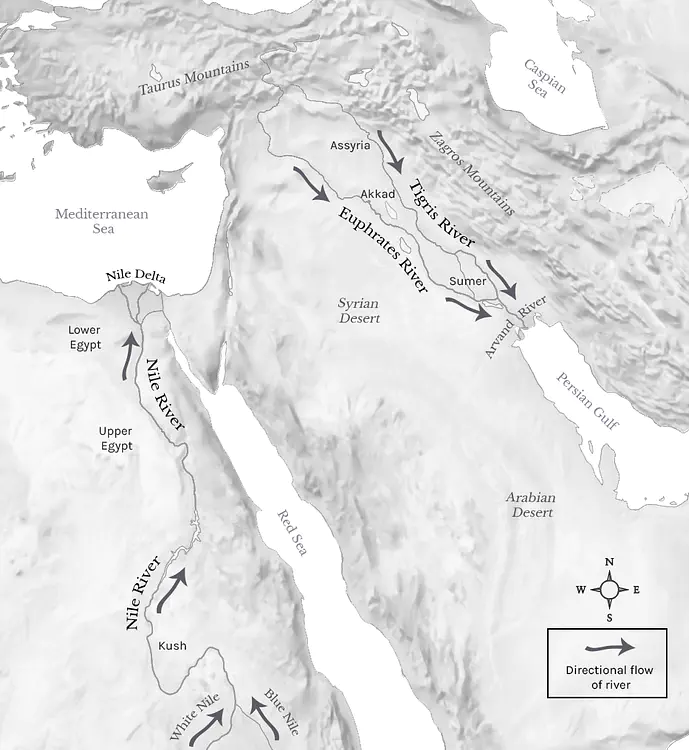 Caspian
Sea
Taurus Mountains
Assyria
Zagros Mountains
Akkad
Tigris River
Mediterranean
Sea
Euphrates River
Nile Delta
Sumer
Syrian
Desert
Arvand River
Lower
Egypt
Nile River
Persian Gulf
Upper
Egypt
Arabian
Desert
Red Sea
Nile River
N
W
E
S
Kush
Directional flow
of river
White Nile
Blue Nile